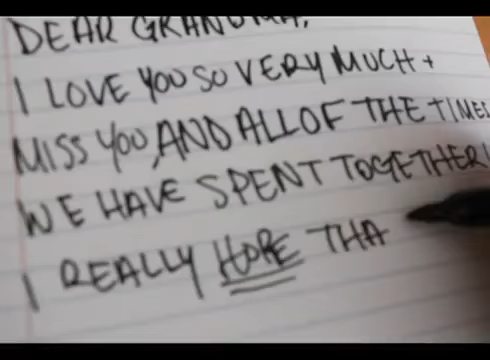 DEAR GRANDMA,
I LOVE YOU SO VERY MUCH +
MISS YOU, AND ALL OF THE TIMES
WE HAVE SPENT TOGETHER!
I REALLY HOPE THA